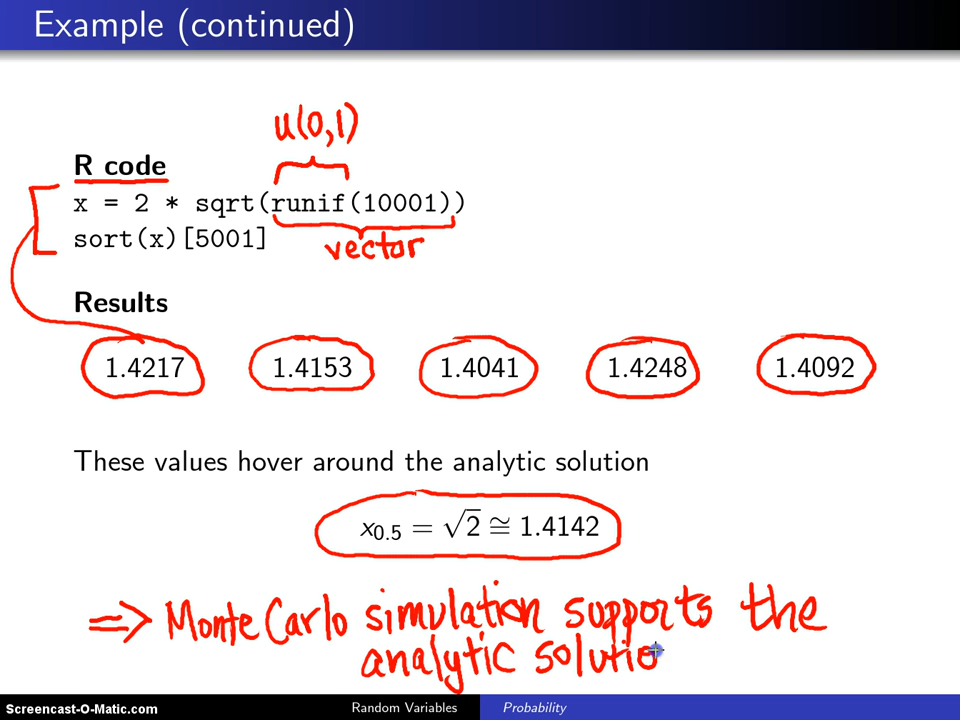 Example (continued)
u(0,1)
R code
x = 2 * sqrt(runif(10001))
sort(x)[5001]
vector
Results
1.4217 1.4153 1.4041 1.4248 1.4092
These values hover around the analytic solution
x0.5 = √2 ≅ 1.4142
=> Monte Carlo simulation supports the
analytic solutio
Screencast-O-Matic.com Random Variables Probability